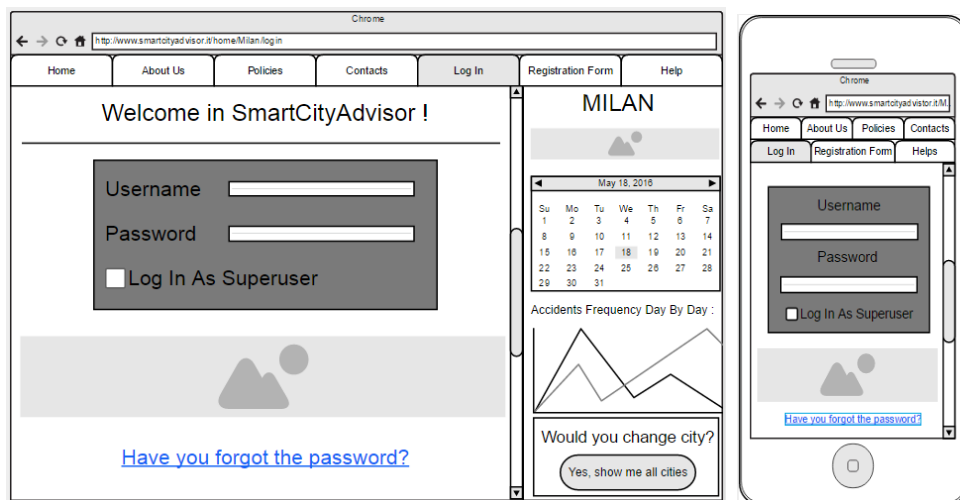 Chrome
http://www.smartcityadvisor.it/home/Milan/login
Home About Us Policies Contacts Log In Registration Form Help
Welcome in SmartCityAdvisor !
Username
Password
Log In As Superuser
Have you forgot the password?
MILAN
May 18, 2016
Su Mo Tu We Th Fr Sa
1 2 3 4 5 6 7
8 9 10 11 12 13 14
15 16 17 18 19 20 21
22 23 24 25 26 27 28
29 30 31
Accidents Frequency Day By Day :
Would you change city?
Yes, show me all cities
Chrome
http://www.smartcityadvistor.it/M.
Home About Us Policies Contacts
Log In Registration Form Helps
Username
Password
Log In As Superuser
Have you forgot the password?